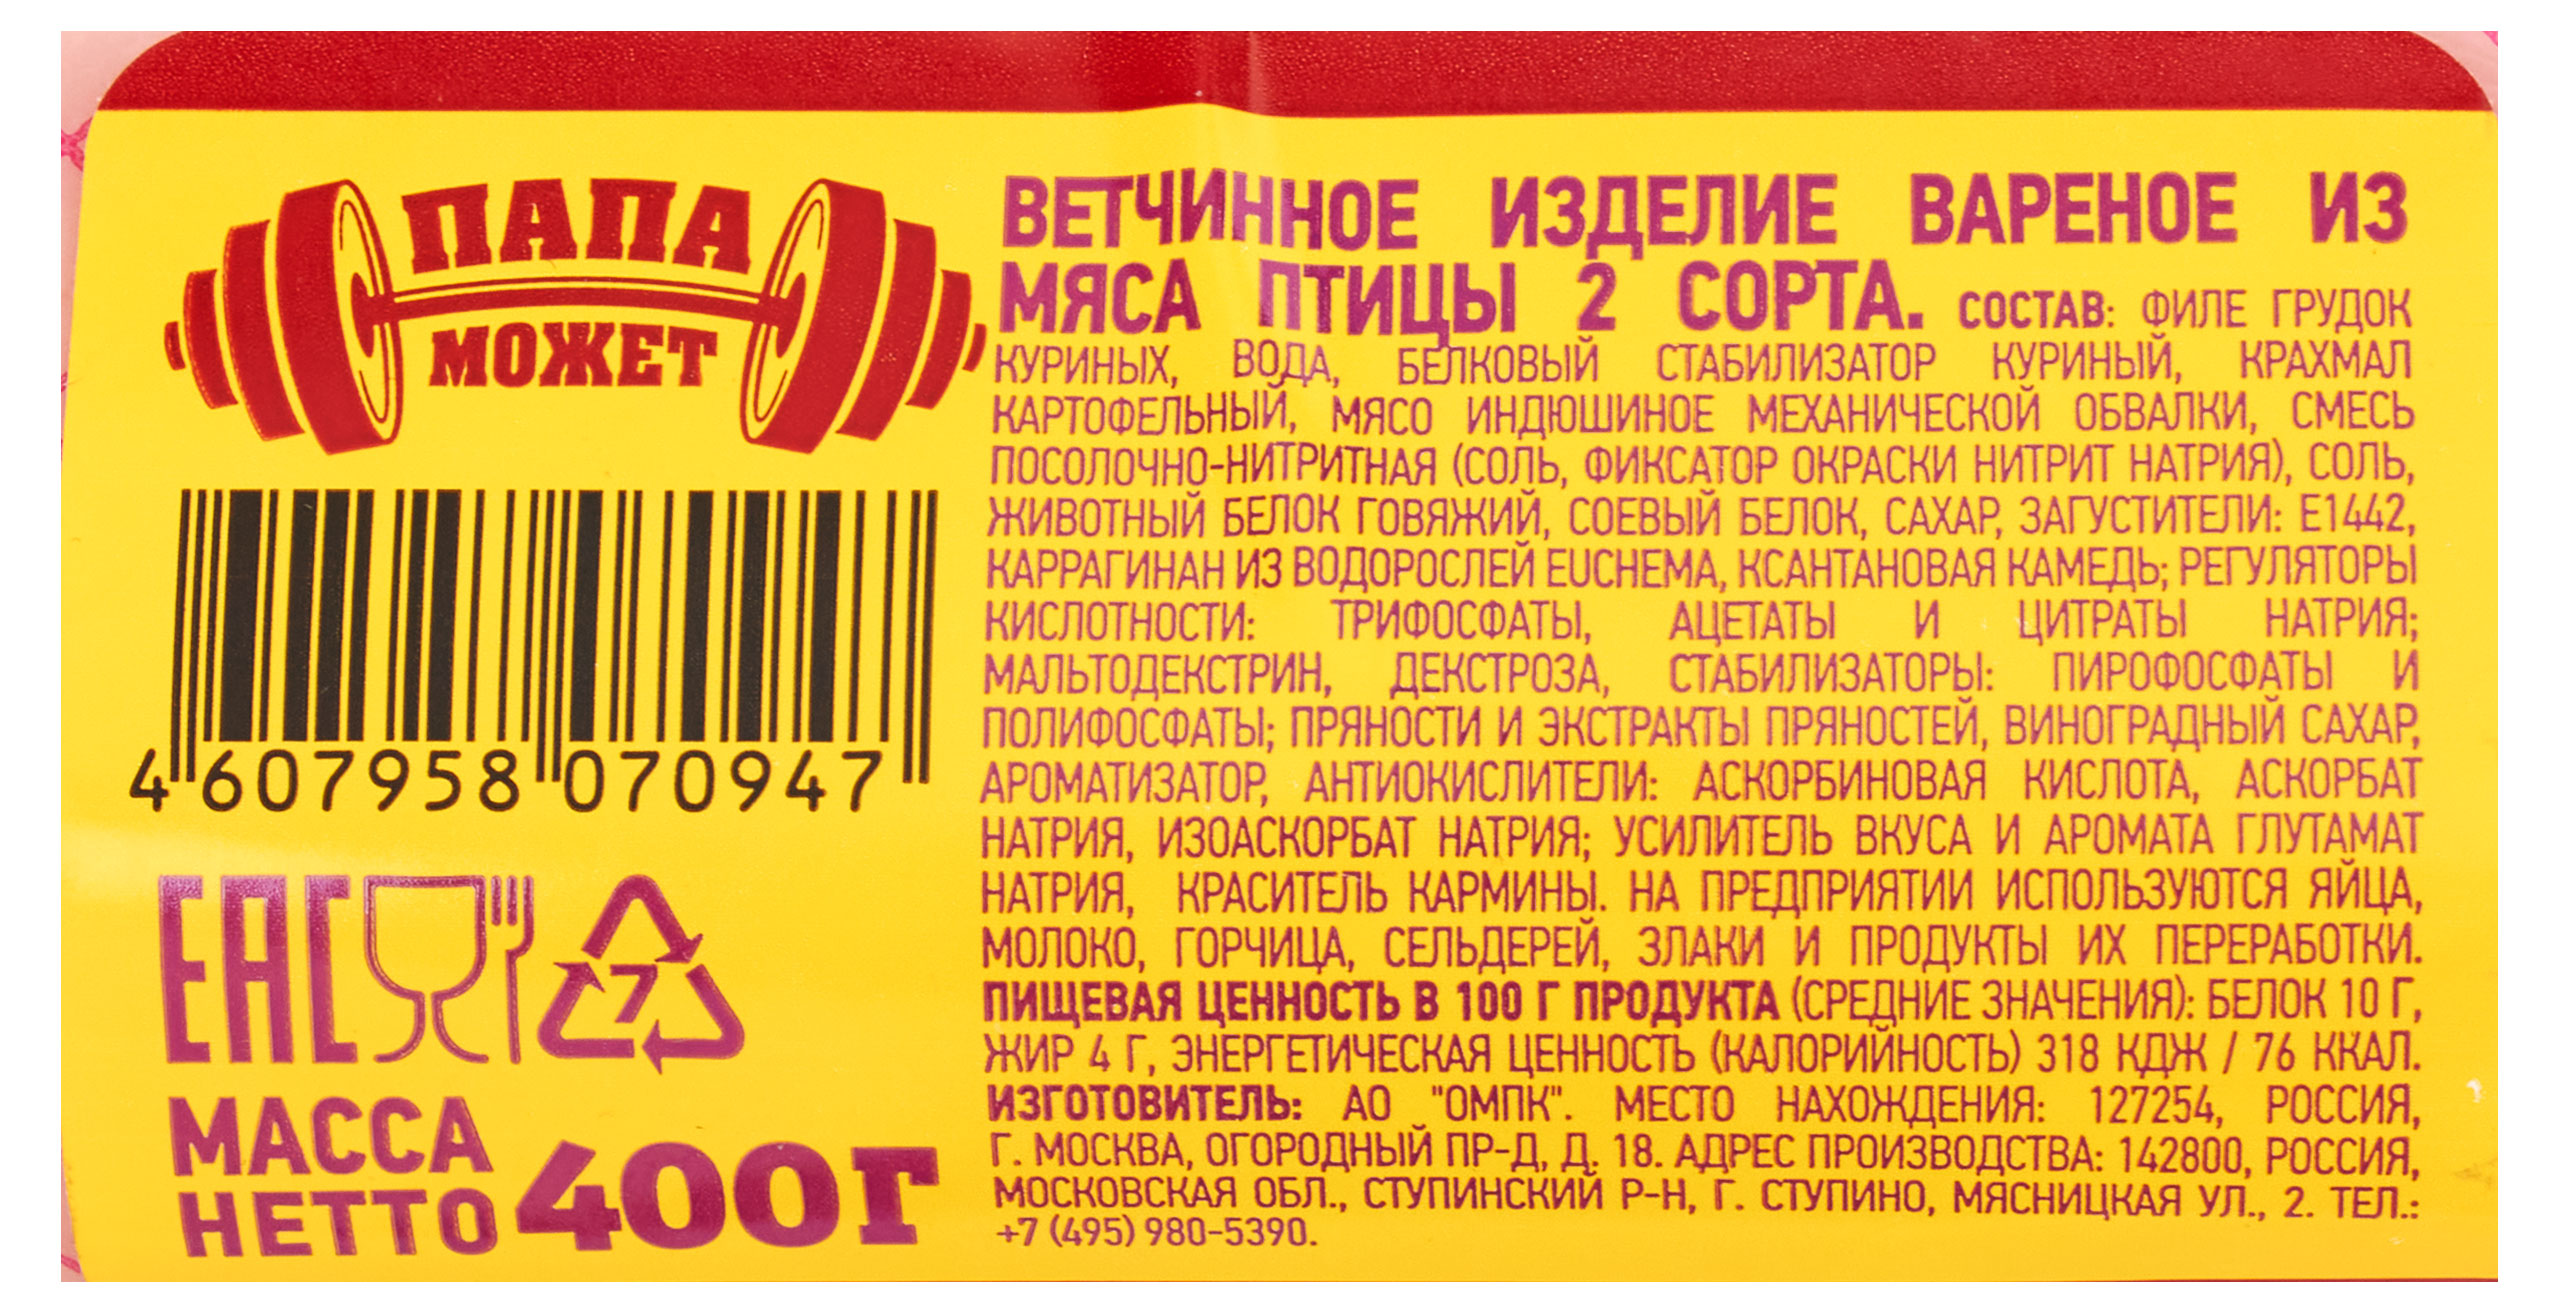 ПАПА
МОЖЕТ
4 607958 070947
EAC
7
МАССА
НЕТТО 400Г
ВЕТЧИННОЕ ИЗДЕЛИЕ ВАРЕНОЕ ИЗ
МЯСА ПТИЦЫ 2 СОРТА. СОСТАВ: ФИЛЕ ГРУДОК
КУРИНЫХ, ВОДА, БЕЛКОВЫЙ СТАБИЛИЗАТОР КУРИНЫЙ, КРАХМАЛ
КАРТОФЕЛЬНЫЙ, МЯСО ИНДЮШИНОЕ МЕХАНИЧЕСКОЙ ОБВАЛКИ, СМЕСЬ
ПОСОЛОЧНО-НИТРИТНАЯ (СОЛЬ, ФИКСАТОР ОКРАСКИ НИТРИТ НАТРИЯ), СОЛЬ,
ЖИВОТНЫЙ БЕЛОК ГОВЯЖИЙ, СОЕВЫЙ БЕЛОК, САХАР, ЗАГУСТИТЕЛИ: Е1442,
КАРРАГИНАН ИЗ ВОДОРОСЛЕЙ EUCHEMA, КСАНТАНОВАЯ КАМЕДЬ; РЕГУЛЯТОРЫ
КИСЛОТНОСТИ: ТРИФОСФАТЫ, АЦЕТАТЫ И ЦИТРАТЫ НАТРИЯ;
МАЛЬТОДЕКСТРИН, ДЕКСТРОЗА, СТАБИЛИЗАТОРЫ: ПИРОФОСФАТЫ И
ПОЛИФОСФАТЫ; ПРЯНОСТИ И ЭКСТРАКТЫ ПРЯНОСТЕЙ, ВИНОГРАДНЫЙ САХАР,
АРОМАТИЗАТОР, АНТИОКИСЛИТЕЛИ: АСКОРБИНОВАЯ КИСЛОТА, АСКОРБАТ
НАТРИЯ, ИЗОАСКОРБАТ НАТРИЯ; УСИЛИТЕЛЬ ВКУСА И АРОМАТА ГЛУТАМАТ
НАТРИЯ, КРАСИТЕЛЬ КАРМИНЫ. НА ПРЕДПРИЯТИИ ИСПОЛЬЗУЮТСЯ ЯЙЦА,
МОЛОКО, ГОРЧИЦА, СЕЛЬДЕРЕЙ, ЗЛАКИ И ПРОДУКТЫ ИХ ПЕРЕРАБОТКИ.
ПИЩЕВАЯ ЦЕННОСТЬ В 100 Г ПРОДУКТА (СРЕДНИЕ ЗНАЧЕНИЯ): БЕЛОК 10 Г,
ЖИР 4 Г, ЭНЕРГЕТИЧЕСКАЯ ЦЕННОСТЬ (КАЛОРИЙНОСТЬ) 318 КДЖ / 76 ККАЛ.
ИЗГОТОВИТЕЛЬ: АО "ОМПК". МЕСТО НАХОЖДЕНИЯ: 127254, РОССИЯ,
Г. МОСКВА, ОГОРОДНЫЙ ПР-Д, Д. 18. АДРЕС ПРОИЗВОДСТВА: 142800, РОССИЯ,
МОСКОВСКАЯ ОБЛ., СТУПИНСКИЙ Р-Н, Г. СТУПИНО, МЯСНИЦКАЯ УЛ., 2. ТЕЛ.:
+7 (495) 980-5390.